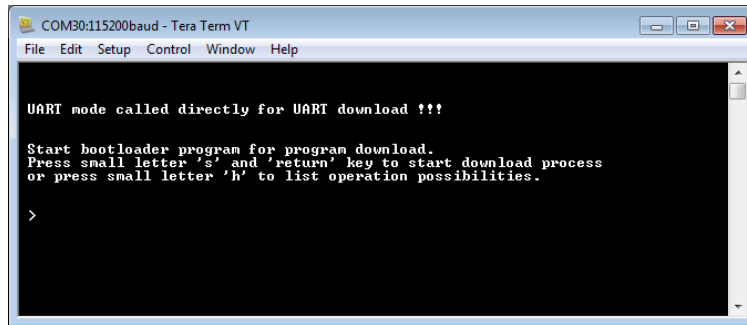 COM30:115200baud - Tera Term VT
File Edit Setup Control Window Help
UART mode called directly for UART download !!!
Start bootloader program for program download.
Press small letter 's' and 'return' key to start download process
or press small letter 'h' to list operation possibilities.
>